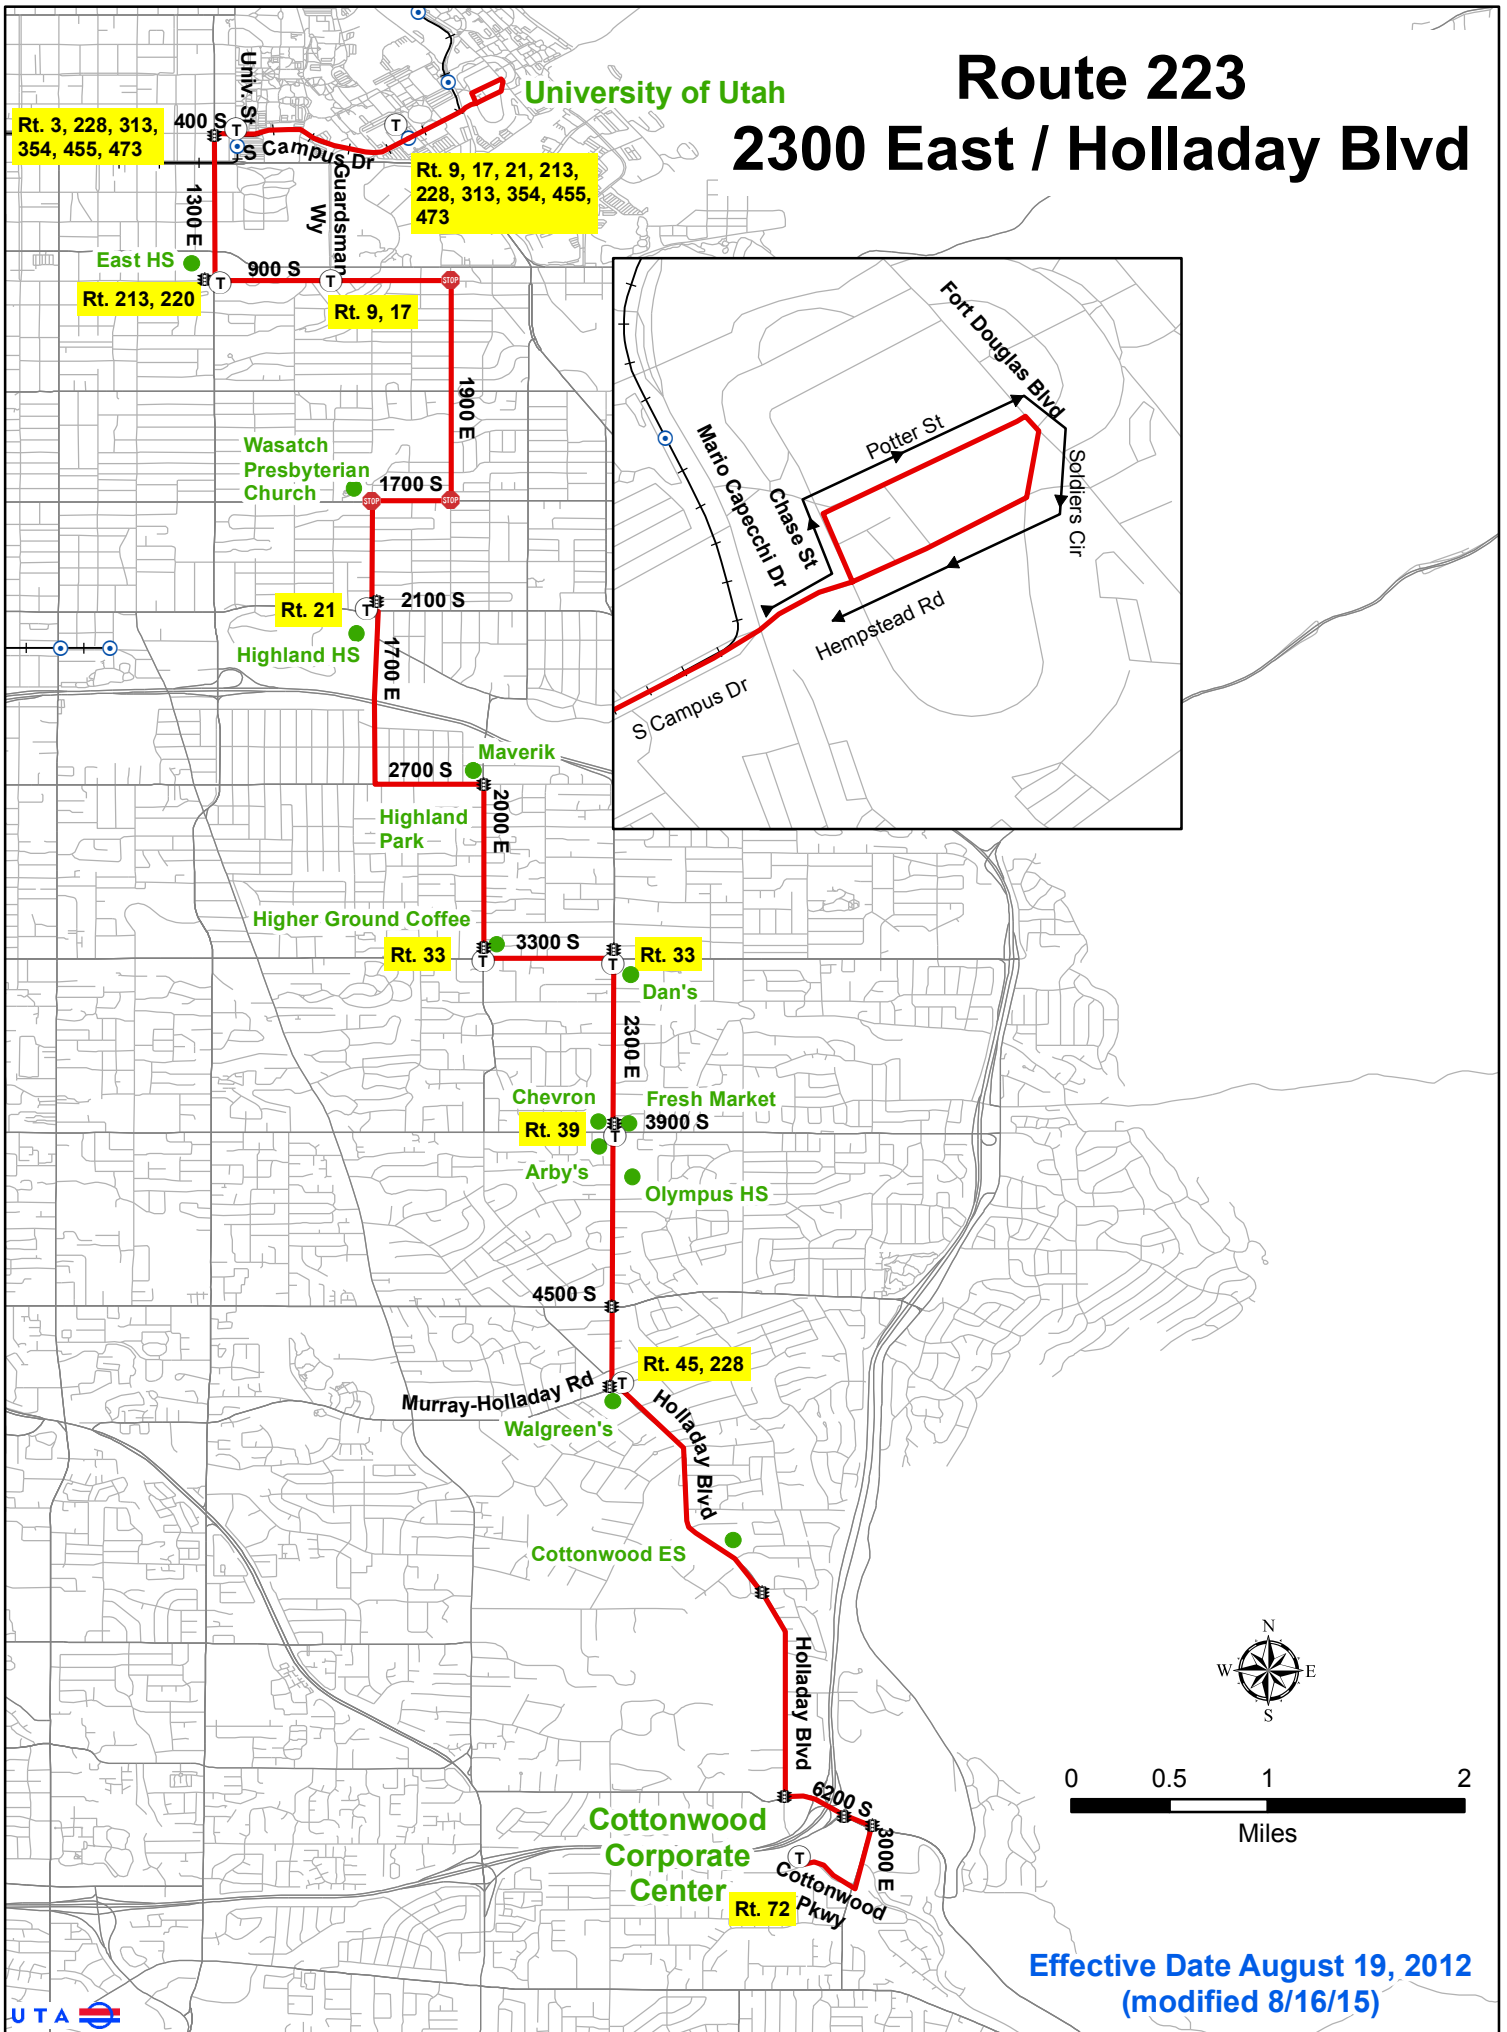 Route 223
2300 East / Holladay Blvd
University of Utah
Univ. St
400 S
Rt. 3, 228, 313,
354, 455, 473
T
T
S Campus Dr
Rt. 9, 17, 21, 213,
228, 313, 354, 455,
473
Guardsman
Wy
1300 E
East HS
900 S
T
T
STOP
Rt. 213, 220
Rt. 9, 17
1900 E
Wasatch
Presbyterian
Church
1700 S
STOP
STOP
Rt. 21
T
2100 S
Highland HS
1700 E
Maverik
2700 S
2000 E
Highland
Park
Higher Ground Coffee
3300 S
Rt. 33
T
T
Rt. 33
Dan's
2300 E
Chevron
Fresh Market
Rt. 39
3900 S
T
Arby's
Olympus HS
4500 S
Rt. 45, 228
T
Murray-Holladay Rd
Walgreen's
Holladay Blvd
Cottonwood ES
Holladay Blvd
6200 S
3000 E
Cottonwood
Corporate
Center
T
Cottonwood
Pkwy
Rt. 72
Fort Douglas Blvd
Potter St
Soldiers Cir
Mario Capecchi Dr
Chase St
Hempstead Rd
S Campus Dr
N
W
E
S
0 0.5 1 2
Miles
Effective Date August 19, 2012
(modified 8/16/15)
UTA